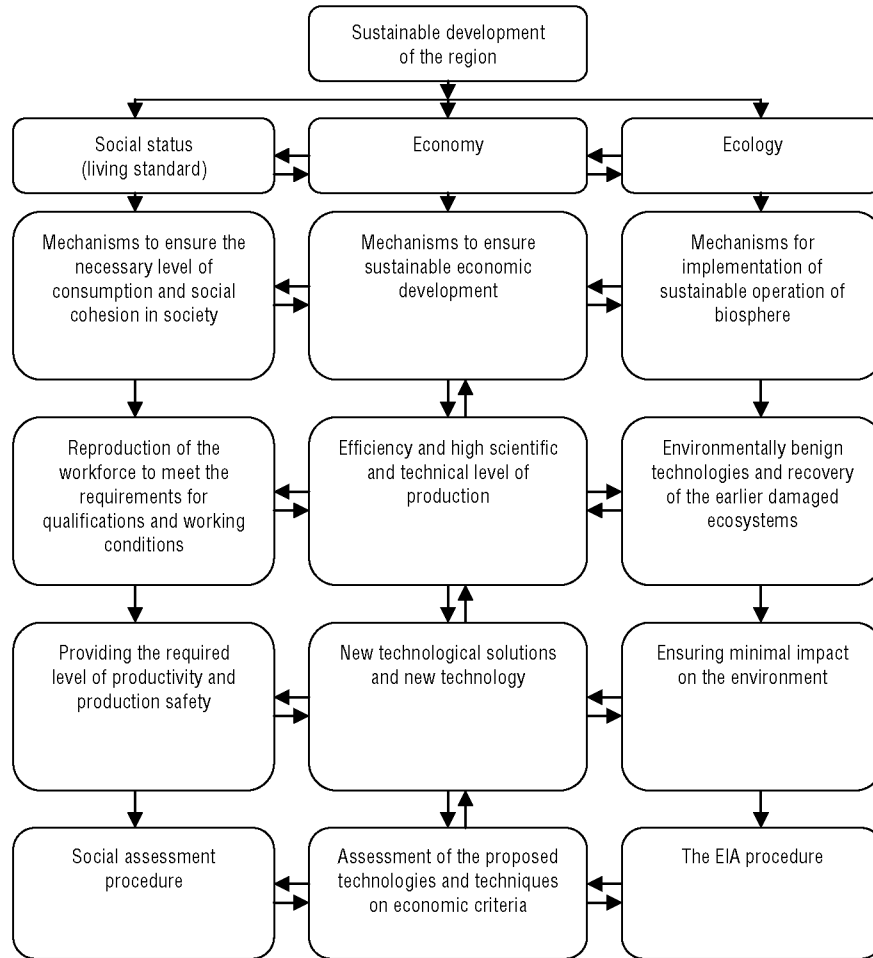 Sustainable development
of the region
Social status
(living standard)
Economy
Ecology
Mechanisms to ensure the
necessary level of
consumption and social
cohesion in society
Mechanisms to ensure
sustainable economic
development
Mechanisms for
implementation of
sustainable operation of
biosphere
Reproduction of the
workforce to meet the
requirements for
qualifications and working
conditions
Efficiency and high scientific
and technical level of
production
Environmentally benign
technologies and recovery
of the earlier damaged
ecosystems
Providing the required
level of productivity and
production safety
New technological solutions
and new technology
Ensuring minimal impact
on the environment
Social assessment
procedure
Assessment of the proposed
technologies and techniques
on economic criteria
The EIA procedure